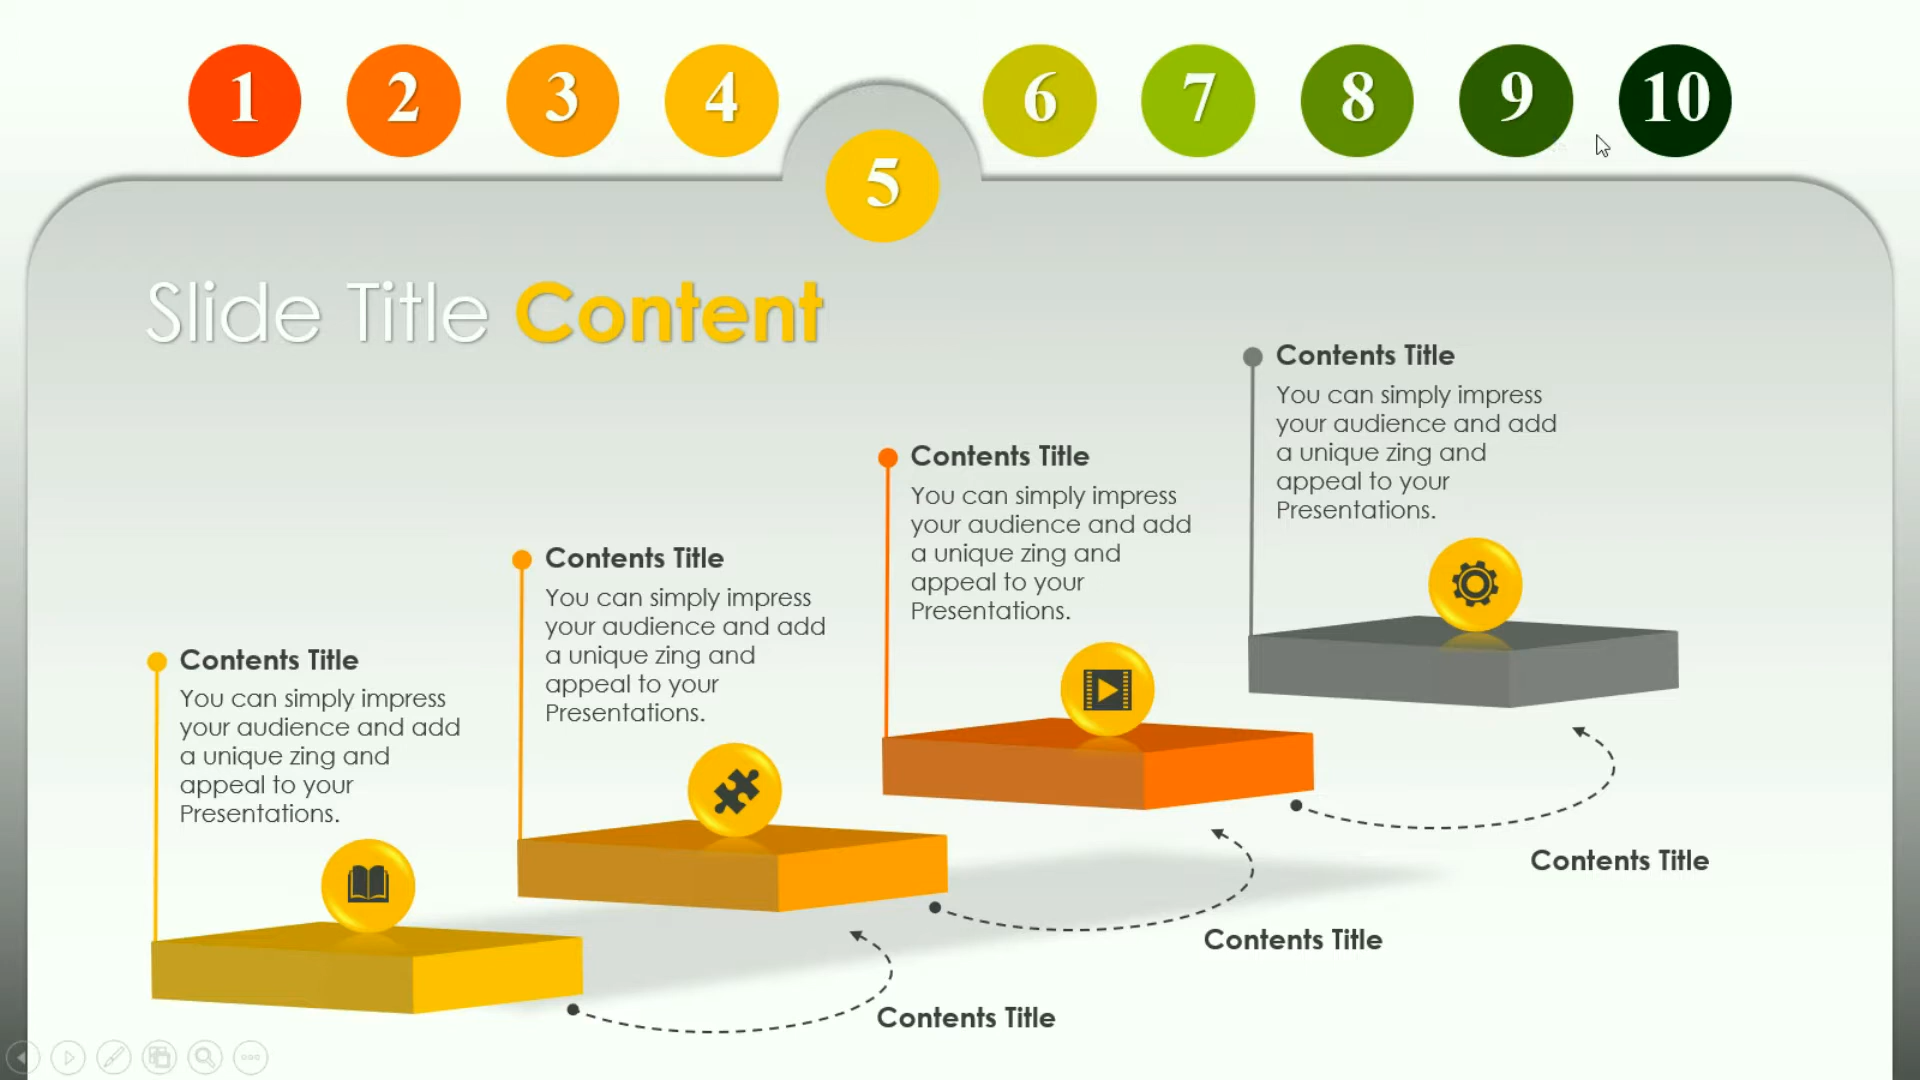 1
2
3
4
5
6
7
8
9
10
Slide Title Content
Contents Title
You can simply impress
your audience and add
a unique zing and
appeal to your
Presentations.
Contents Title
You can simply impress
your audience and add
a unique zing and
appeal to your
Presentations.
Contents Title
You can simply impress
your audience and add
a unique zing and
appeal to your
Presentations.
Contents Title
You can simply impress
your audience and add
a unique zing and
appeal to your
Presentations.
Contents Title
Contents Title
Contents Title